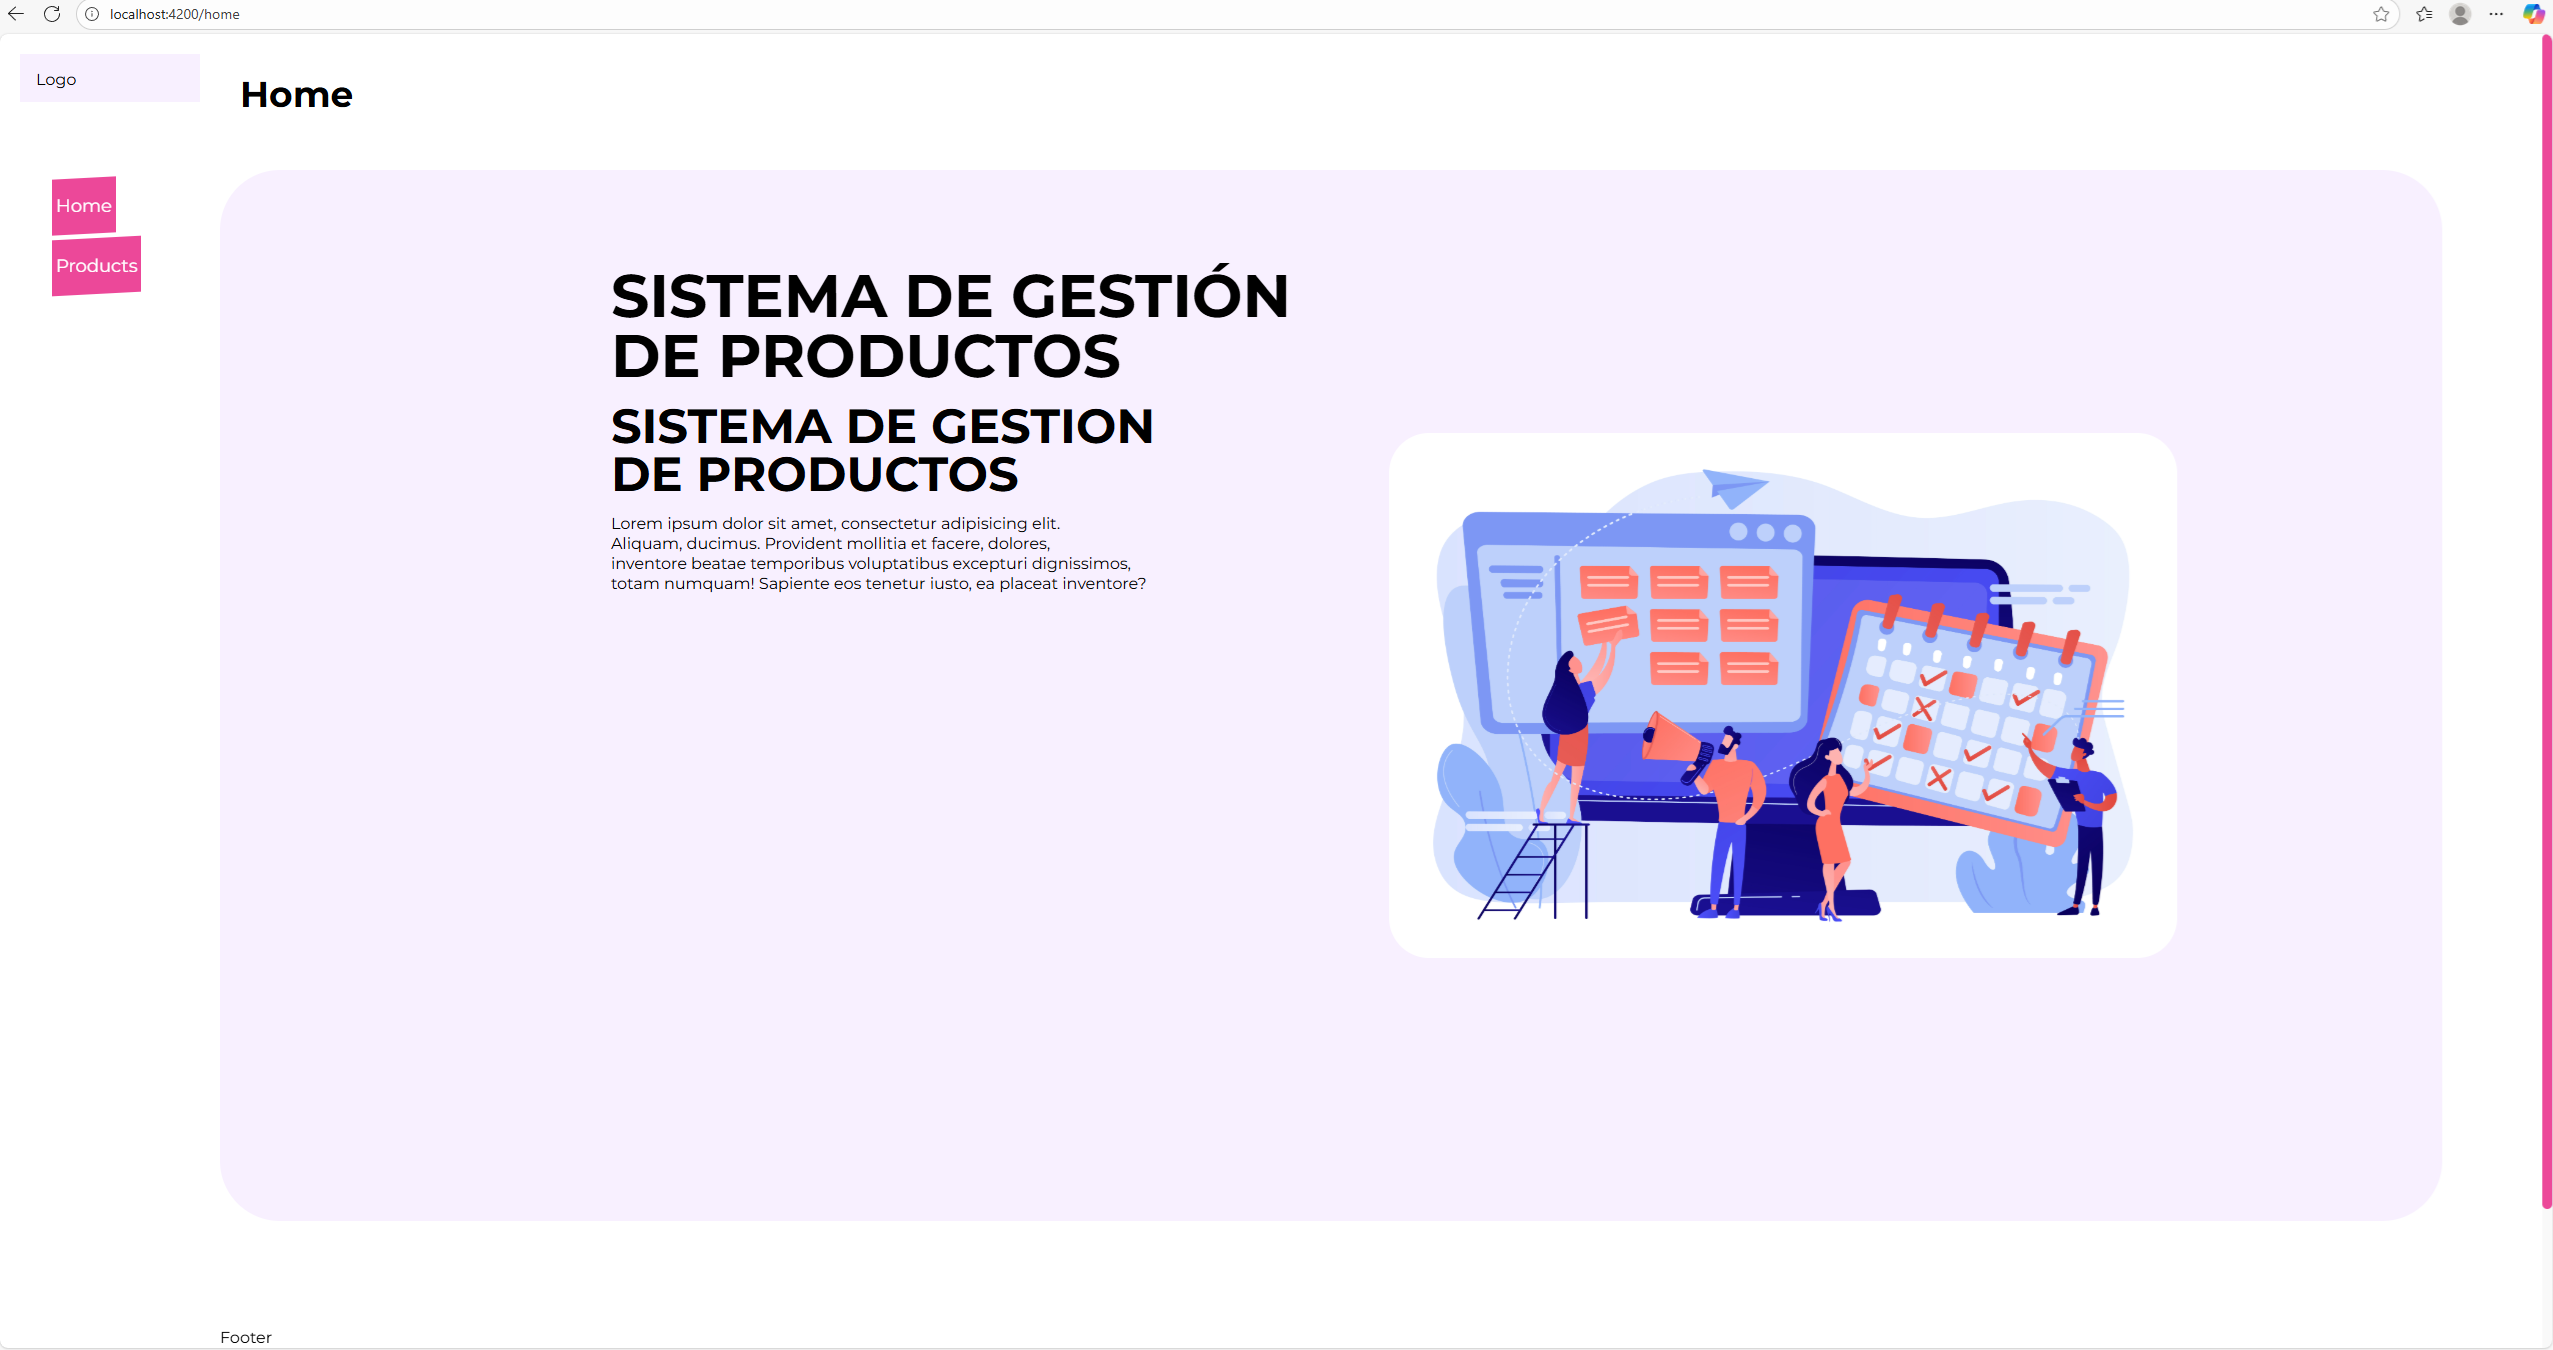 localhost:4200/home
Logo
Home
Home
Products
SISTEMA DE GESTIÓN
DE PRODUCTOS
SISTEMA DE GESTION
DE PRODUCTOS
Lorem ipsum dolor sit amet, consectetur adipisicing elit.
Aliquam, ducimus. Provident mollitia et facere, dolores,
inventore beatae temporibus voluptatibus excepturi dignissimos,
totam numquam! Sapiente eos tenetur iusto, ea placeat inventore?
Footer